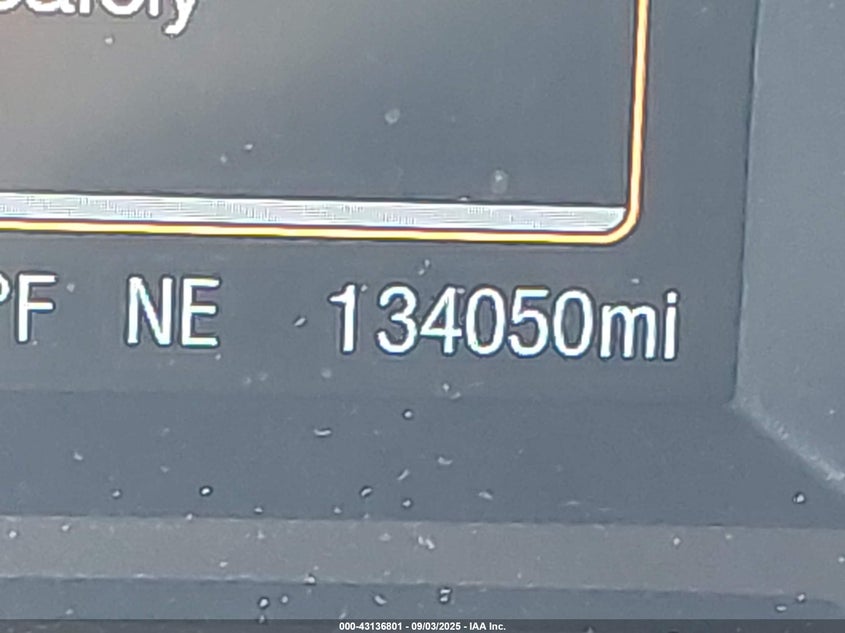 °F NE 134050mi
000-43136801 - 09/03/2025 - IAA Inc.